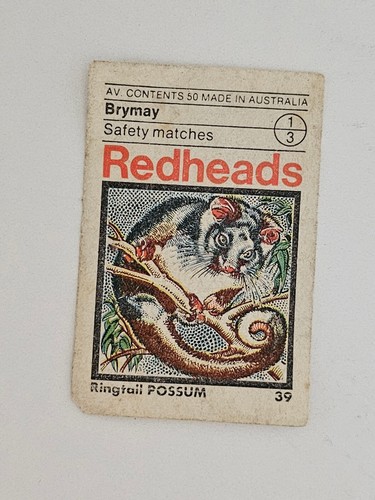 AV. CONTENTS 50 MADE IN AUSTRALIA
Brymay
Safety matches
1
3
Redheads
Ringtail POSSUM
39